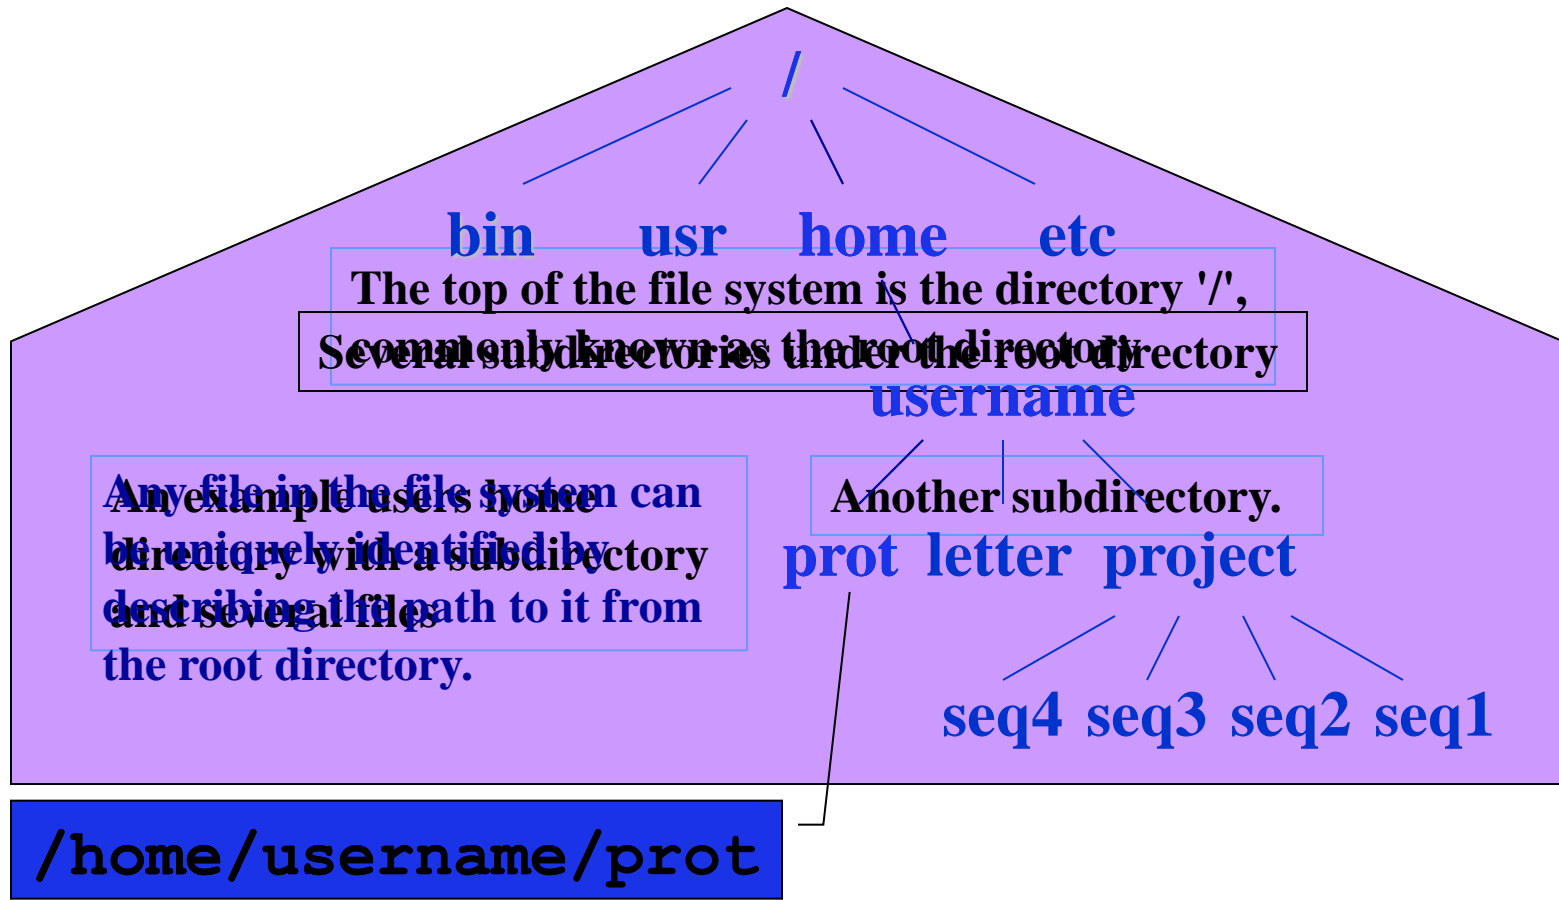 /
bin usr home etc
The top of the file system is the directory '/',
commonly known as the root directory
Several subdirectories under the root directory
username
An example users home
directory with a subdirectory
and several files
Any file in the file system can
be uniquely identified by
describing the path to it from
the root directory.
Another subdirectory.
prot letter project
seq4 seq3 seq2 seq1
/home/username/prot